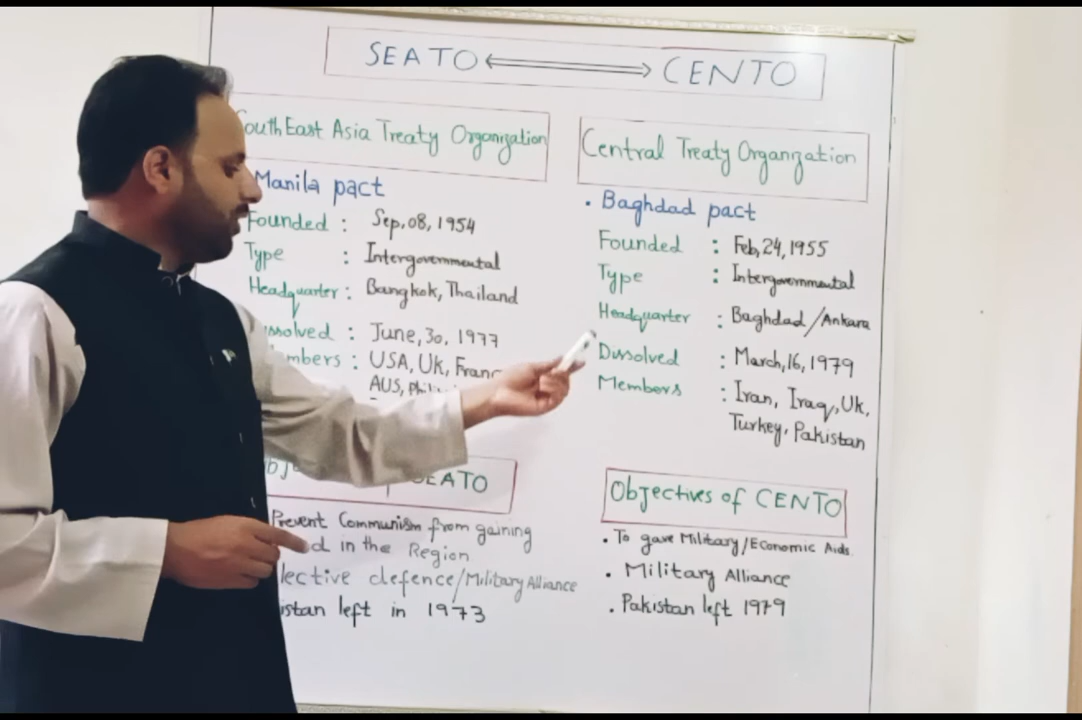 SEATO CENTO
South East Asia Treaty Organization
Manila pact
Founded : Sep, 08, 1954
Type : Intergovernmental
Headquarter : Bangkok, Thailand
: June, 30, 1977
: USA, UK,
AUS,
SEATO
Prevent Communism from gaining
in the Region
defence/Military Alliance
left in 1973
Central Treaty Organzation
• Baghdad pact
Founded : Feb, 24, 1955
Type : Intergovernmental
Headquarter : Baghdad/Ankara
Dissolved : March, 16, 1979
Members : Iran, Iraq, UK,
Turkey, Pakistan
Objectives of CENTO
• To gave Military/Economic Aids
• Military Alliance
• Pakistan left 1979